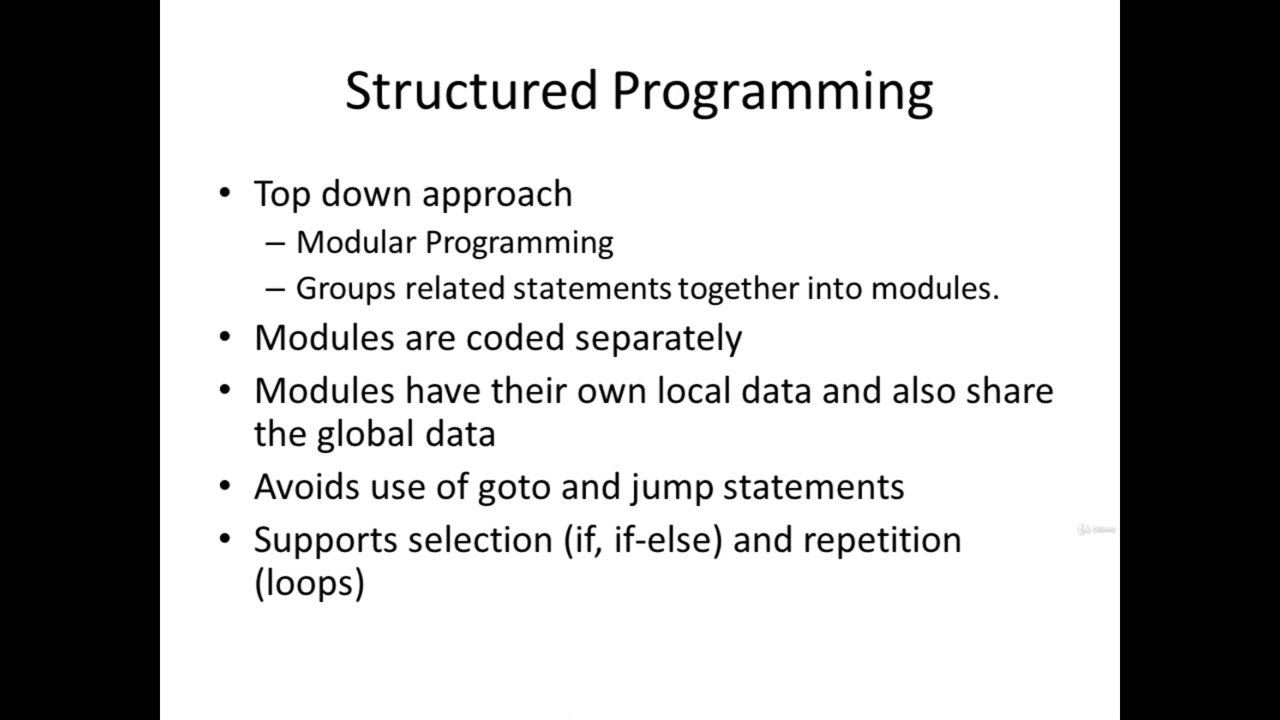 Structured Programming
• Top down approach
– Modular Programming
– Groups related statements together into modules.
• Modules are coded separately
• Modules have their own local data and also share
the global data
• Avoids use of goto and jump statements
• Supports selection (if, if-else) and repetition
(loops)